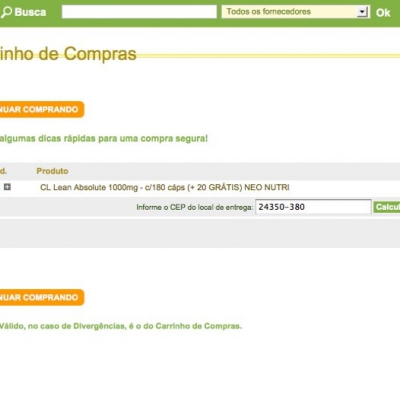 Busca Todos os fornecedores Ok
inho de Compras
NUAR COMPRANDO
algumas dicas rápidas para uma compra segura!
d. Produto
CL Lean Absolute 1000mg - c/180 cáps (+ 20 GRÁTIS) NEO NUTRI
Informe o CEP do local de entrega: 24350-380 Calcul
NUAR COMPRANDO
Válido, no caso de Divergências, é o do Carrinho de Compras.